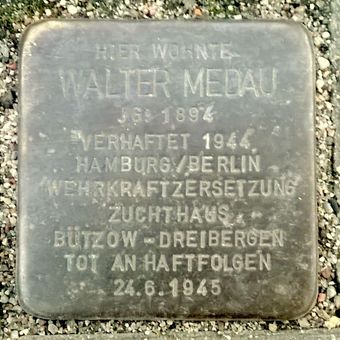 HIER WOHNTE
WALTER MEDAU
JG. 1894
VERHAFTET 1944
HAMBURG/BERLIN
WEHRKRAFTZERSETZUNG
ZUCHTHAUS
BÜTZOW-DREIBERGEN
TOT AN HAFTFOLGEN
24.6.1945